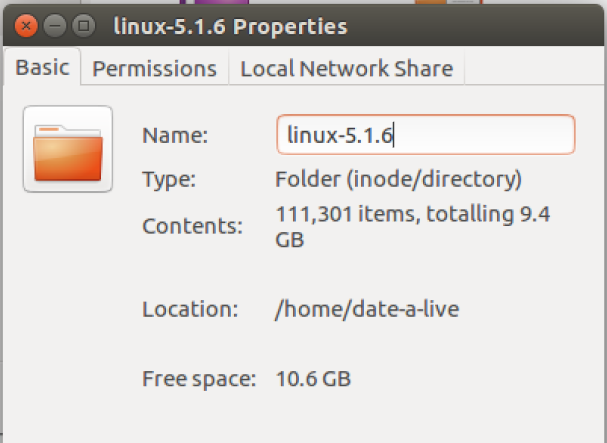 linux-5.1.6 Properties
Basic Permissions Local Network Share
Name: linux-5.1.6
Type: Folder (inode/directory)
Contents: 111,301 items, totalling 9.4
GB
Location: /home/date-a-live
Free space: 10.6 GB